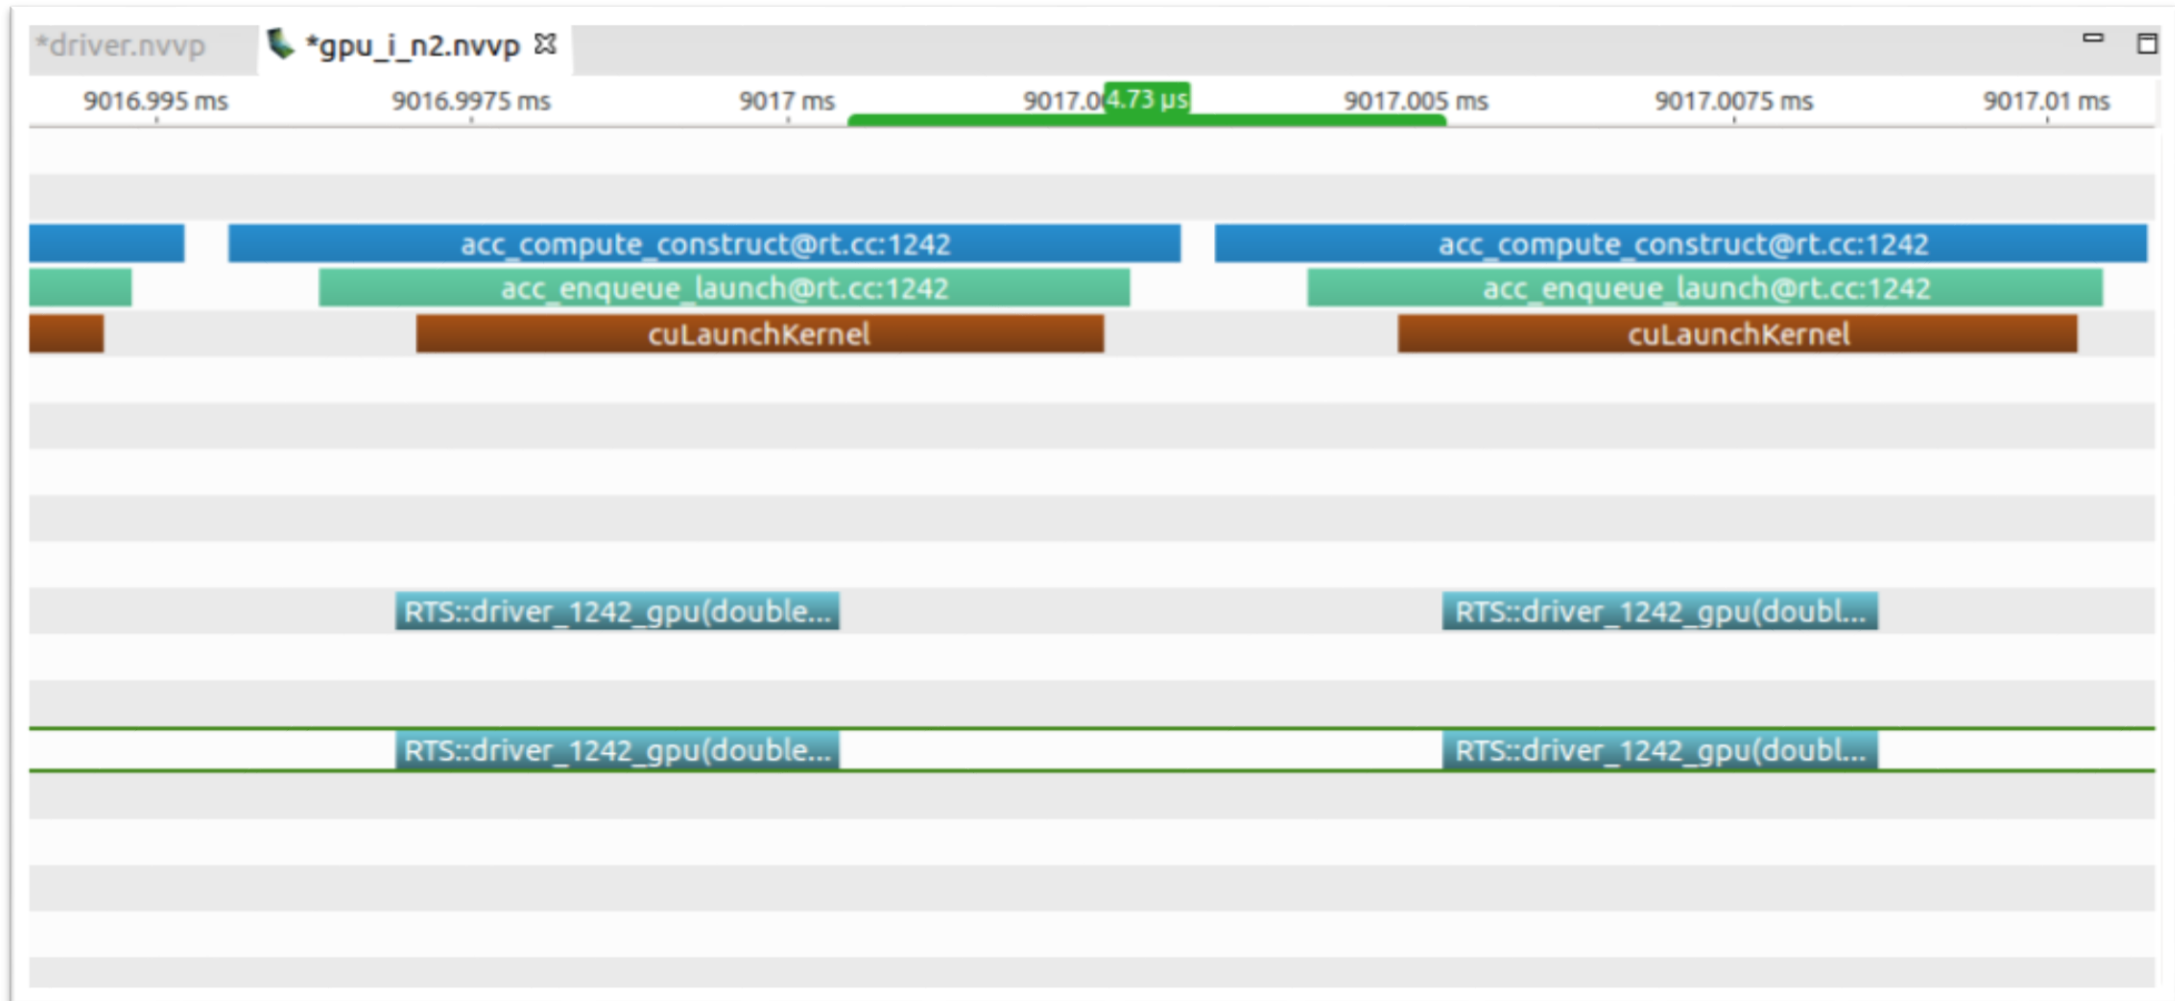 *driver.nvvp *gpu_i_n2.nvvp
9016.995 ms 9016.9975 ms 9017 ms 9017.0 4.73 µs 9017.005 ms 9017.0075 ms 9017.01 ms
acc_compute_construct@rt.cc:1242 acc_compute_construct@rt.cc:1242
acc_enqueue_launch@rt.cc:1242 acc_enqueue_launch@rt.cc:1242
cuLaunchKernel cuLaunchKernel
RTS::driver_1242_gpu(double... RTS::driver_1242_gpu(doubl...
RTS::driver_1242_gpu(double... RTS::driver_1242_gpu(doubl...